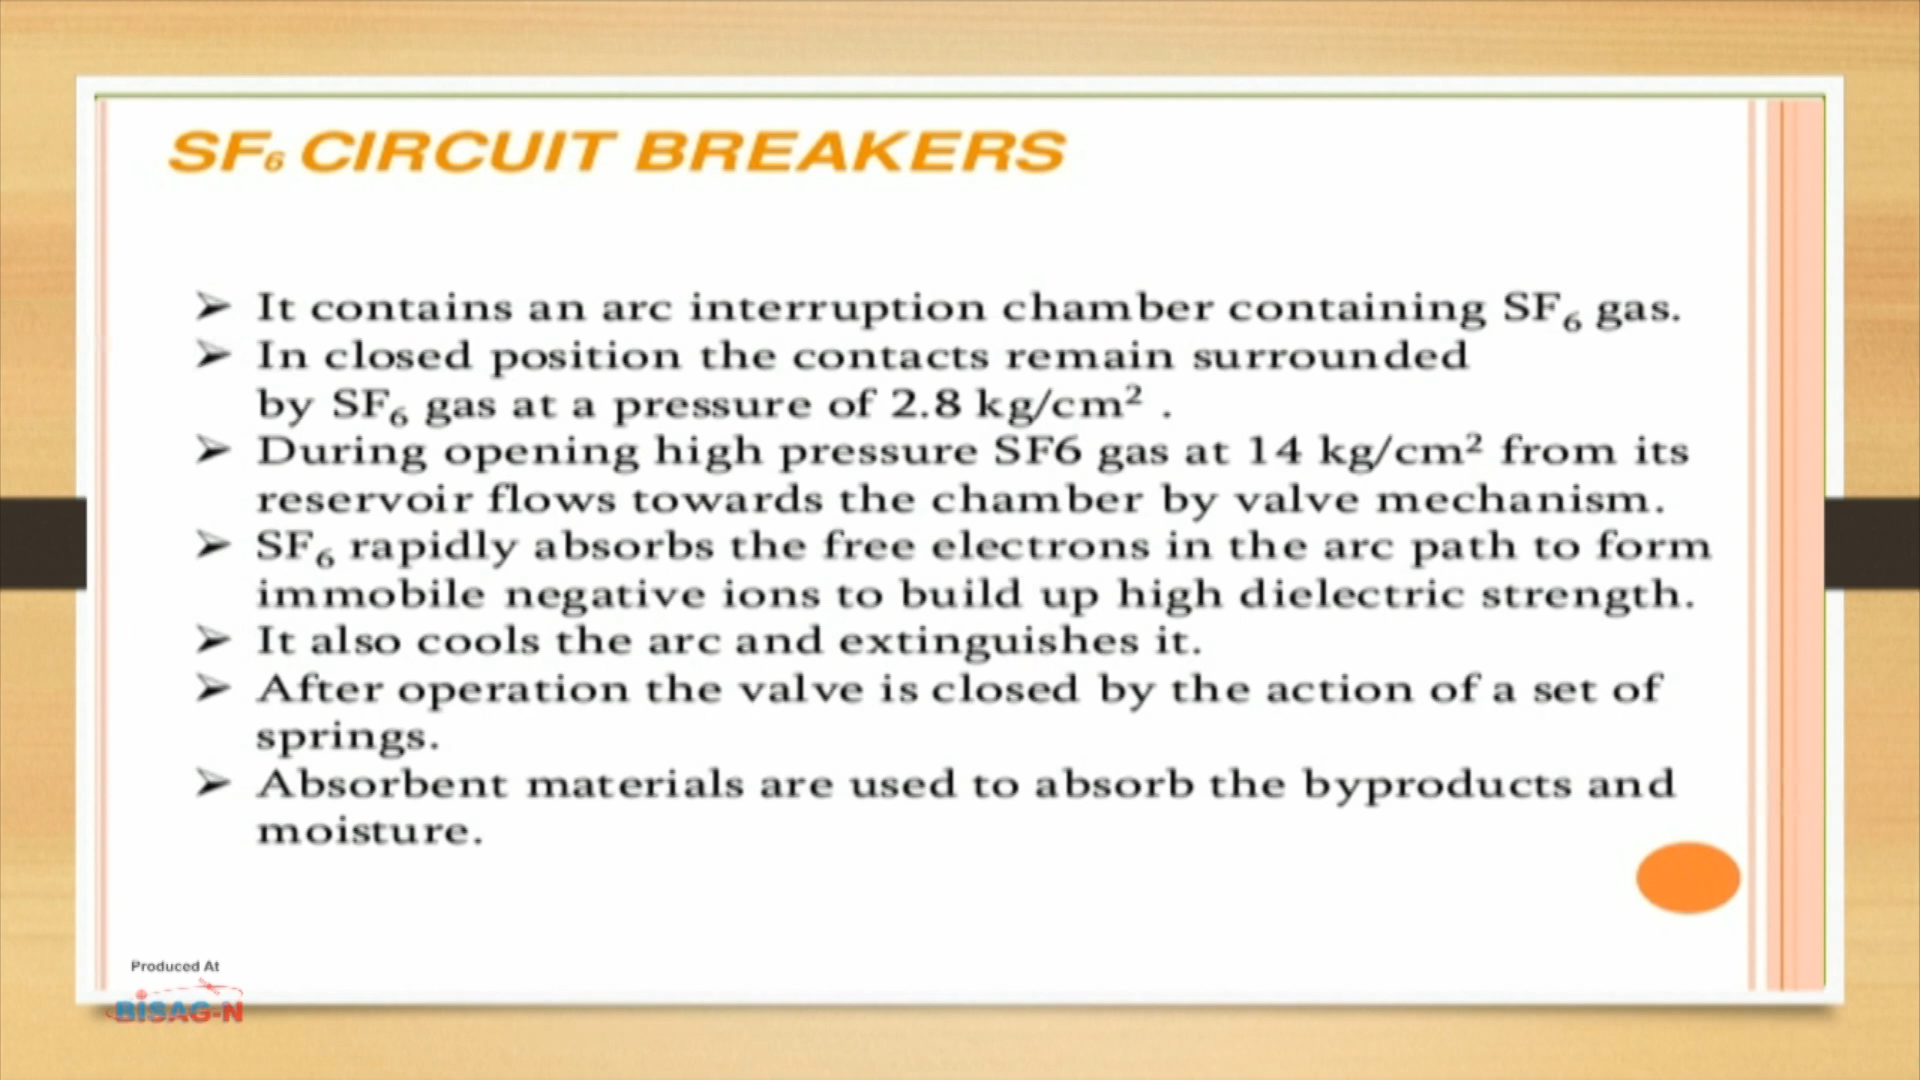 SF₆ CIRCUIT BREAKERS
➢ It contains an arc interruption chamber containing SF₆ gas.
➢ In closed position the contacts remain surrounded
by SF₆ gas at a pressure of 2.8 kg/cm² .
➢ During opening high pressure SF6 gas at 14 kg/cm² from its
reservoir flows towards the chamber by valve mechanism.
➢ SF₆ rapidly absorbs the free electrons in the arc path to form
immobile negative ions to build up high dielectric strength.
➢ It also cools the arc and extinguishes it.
➢ After operation the valve is closed by the action of a set of
springs.
➢ Absorbent materials are used to absorb the byproducts and
moisture.
Produced At
BISAG-N